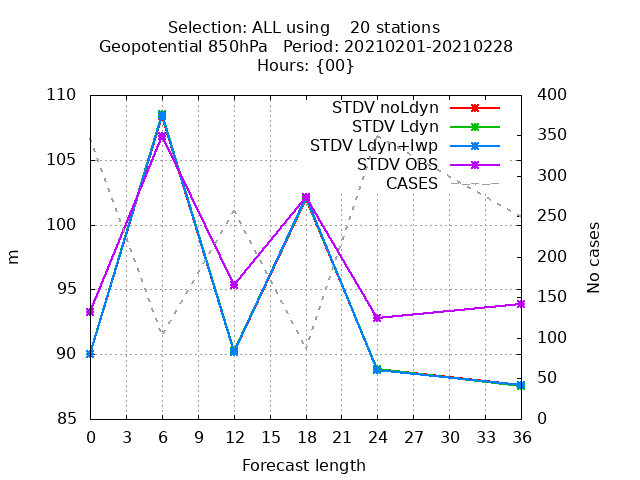 Selection: ALL using    20 stations
Geopotential 850hPa   Period: 20210201-20210228
Hours: {00}
110
105
100
95
90
85
m
400
350
300
250
200
150
100
50
0
No cases
STDV noLdyn
STDV Ldyn
STDV Ldyn+lwp
STDV OBS
CASES
0 3 6 9 12 15 18 21 24 27 30 33 36
Forecast length